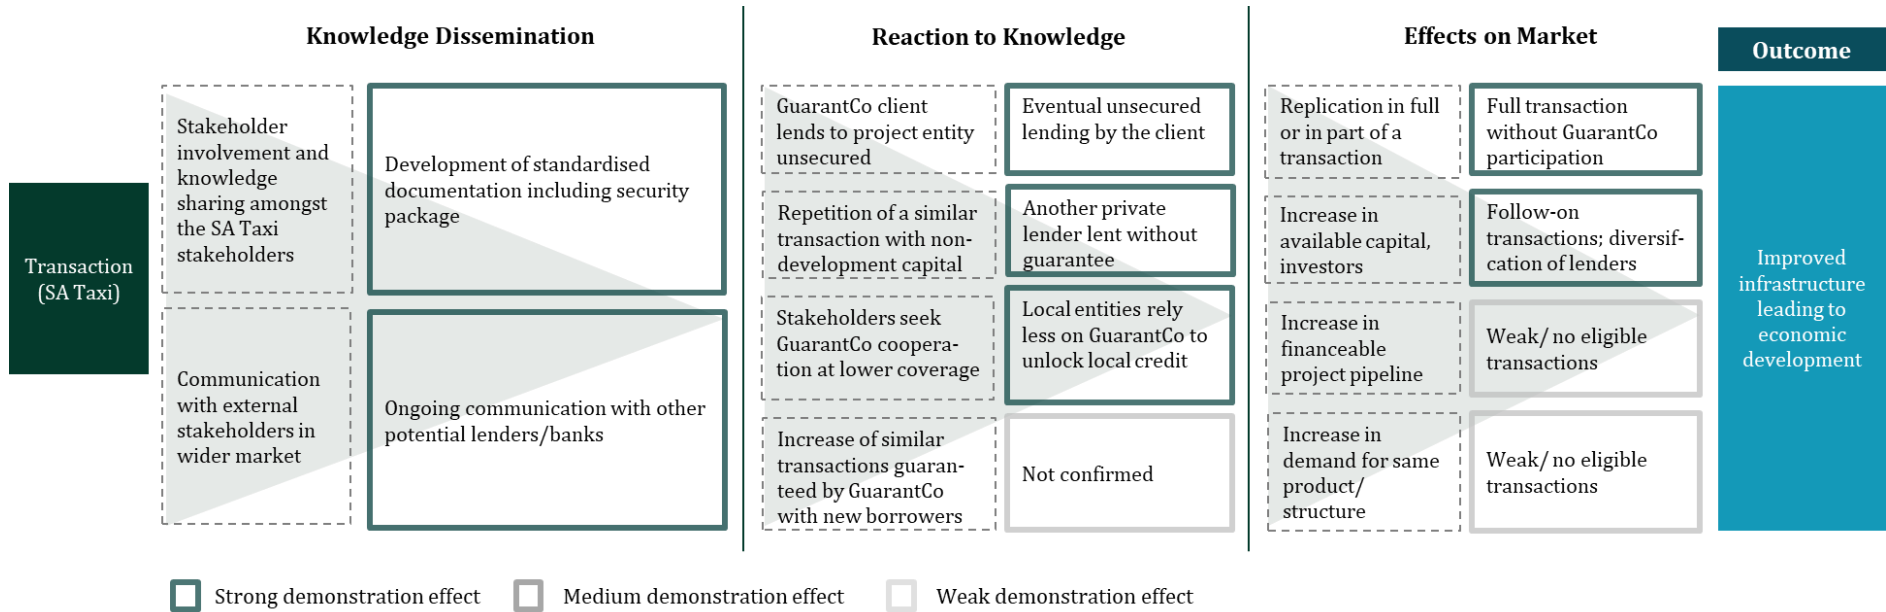 Knowledge Dissemination
Reaction to Knowledge
Effects on Market
Outcome
Transaction
(SA Taxi)
Stakeholder
involvement and
knowledge
sharing amongst
the SA Taxi
stakeholders
Development of standardised
documentation including security
package
Communication
with external
stakeholders in
wider market
Ongoing communication with other
potential lenders/banks
GuarantCo client
lends to project entity
unsecured
Eventual unsecured
lending by the client
Repetition of a similar
transaction with non-
development capital
Another private
lender lent without
guarantee
Stakeholders seek
GuarantCo coopera-
tion at lower coverage
Local entities rely
less on GuarantCo to
unlock local credit
Increase of similar
transactions guaran-
teed by GuarantCo
with new borrowers
Not confirmed
Replication in full
or in part of a
transaction
Full transaction
without GuarantCo
participation
Increase in
available capital,
investors
Follow-on
transactions; diversif-
cation of lenders
Increase in
financeable
project pipeline
Weak/ no eligible
transactions
Increase in
demand for same
product/
structure
Weak/ no eligible
transactions
Improved
infrastructure
leading to
economic
development
Strong demonstration effect
Medium demonstration effect
Weak demonstration effect